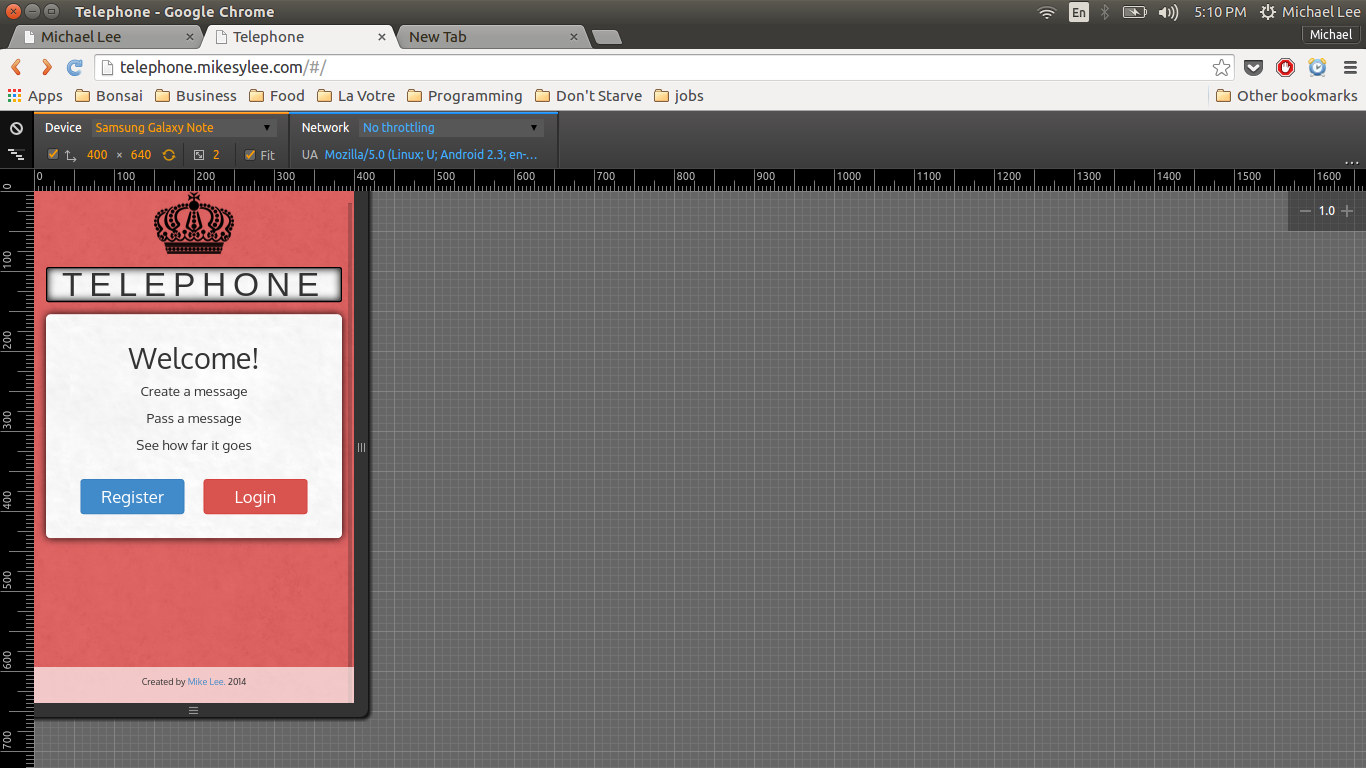 Telephone - Google Chrome
En
5:10 PM
Michael Lee
Michael Lee
Telephone
New Tab
Michael
telephone.mikesylee.com/#/
Apps
Bonsai
Business
Food
La Votre
Programming
Don't Starve
jobs
Other bookmarks
Device
Samsung Galaxy Note
Network
No throttling
400 × 640
2
Fit
UA Mozilla/5.0 (Linux; U; Android 2.3; en-...
...
0 100 200 300 400 500 600 700 800 900 1000 1100 1200 1300 1400 1500 1600
0
100
200
300
400
500
600
700
1.0
TELEPHONE
Welcome!
Create a message
Pass a message
See how far it goes
Register
Login
Created by Mike Lee. 2014